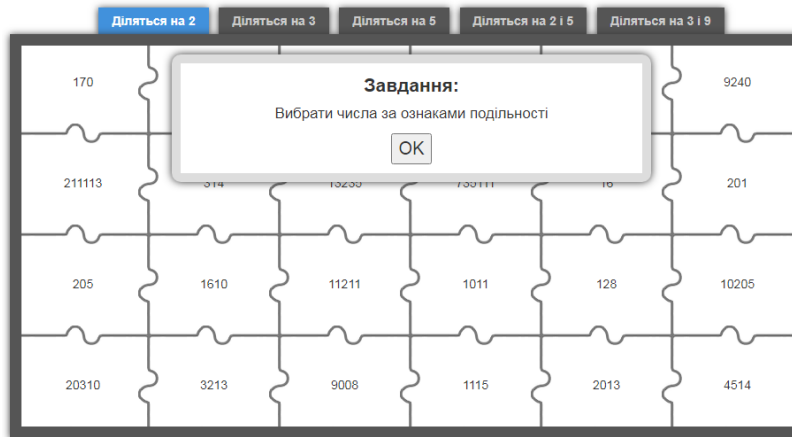 Діляться на 2 Діляться на 3 Діляться на 5 Діляться на 2 і 5 Діляться на 3 і 9
Завдання:
170 9240
Вибрати числа за ознаками подільності
OK
211113 314 13235 735111 16 201
205 1610 11211 1011 128 10205
20310 3213 9008 1115 2013 4514